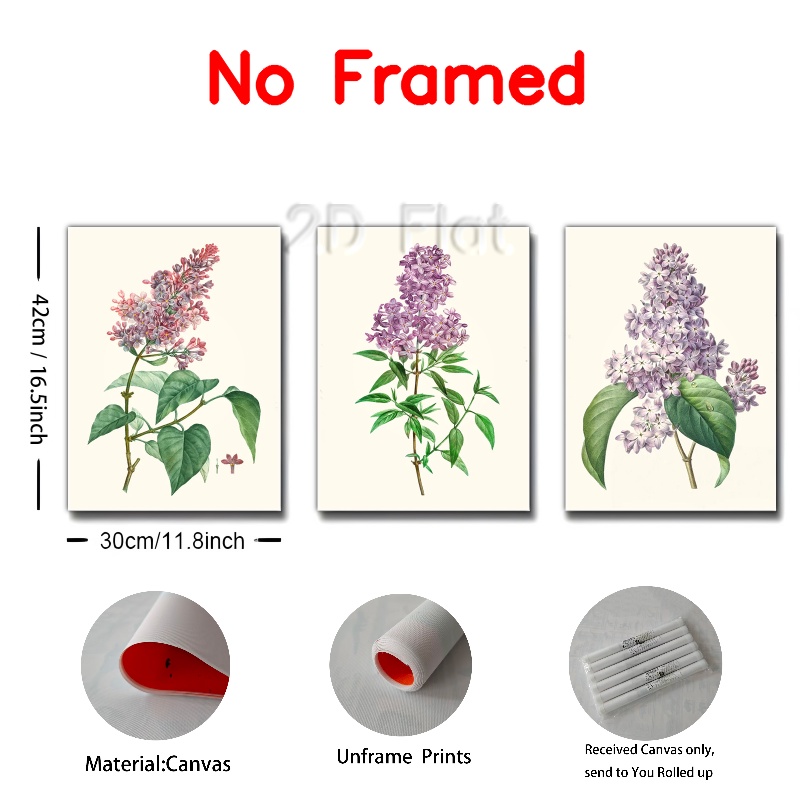 No Framed
2D Flat
42cm / 16.5inch
30cm/11.8inch
Material:Canvas
Unframe Prints
Received Canvas only,
send to You Rolled up